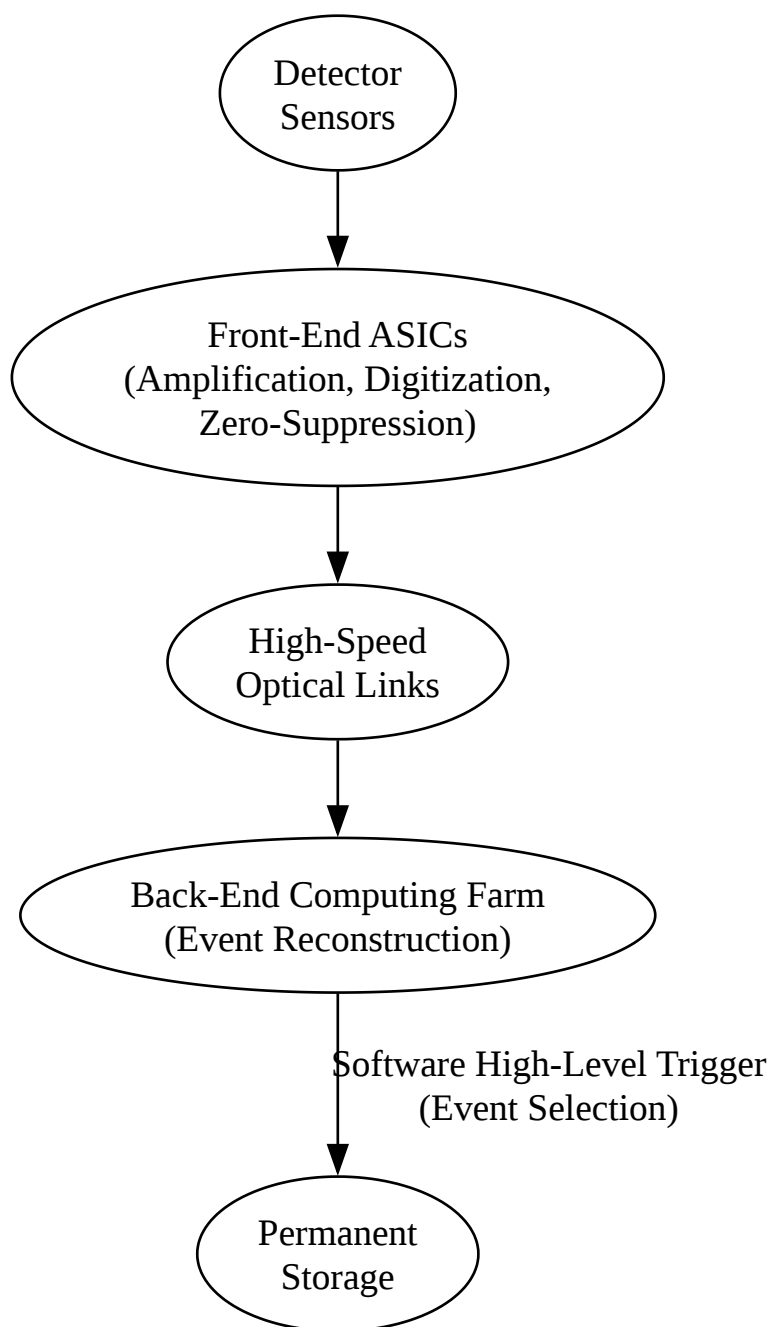 Detector
Sensors
Front-End ASICs
(Amplification, Digitization,
Zero-Suppression)
High-Speed
Optical Links
Back-End Computing Farm
(Event Reconstruction)
Software High-Level Trigger
(Event Selection)
Permanent
Storage